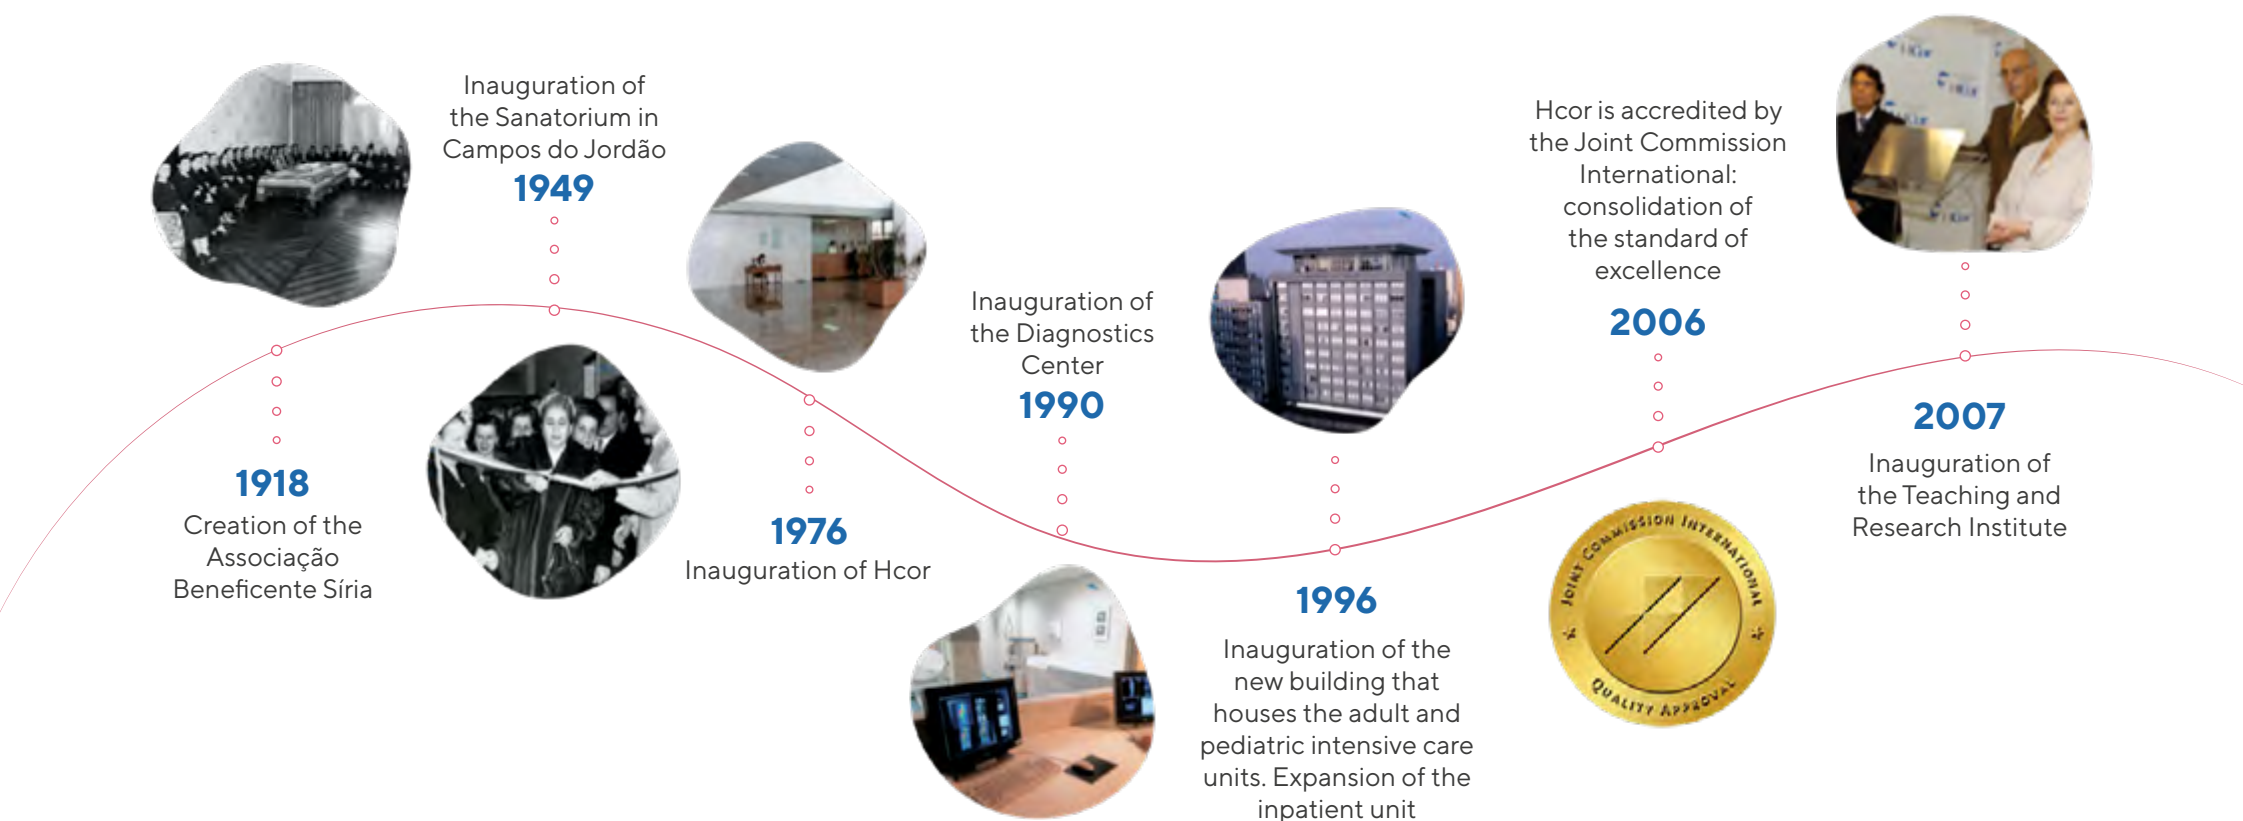 1918
Creation of the
Associação
Beneficente Síria
Inauguration of
the Sanatorium in
Campos do Jordão
1949
1976
Inauguration of Hcor
Inauguration of
the Diagnostics
Center
1990
1996
Inauguration of the
new building that
houses the adult and
pediatric intensive care
units. Expansion of the
inpatient unit
Hcor is accredited by
the Joint Commission
International:
consolidation of
the standard of
excellence
2006
JOINT COMMISSION INTERNATIONAL
QUALITY APPROVAL
2007
Inauguration of
the Teaching and
Research Institute